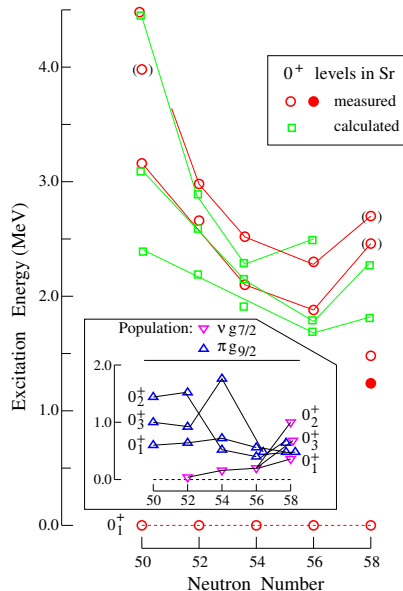 4.0
3.0
2.0
1.0
0.0
Excitation Energy (MeV)
0+ levels in Sr
measured
calculated
( )
( )
( )
Population: ν g7/2
π g9/2
2.0
1.0
0.0
0+2
0+3
0+1
0+2
0+3
0+1
50 52 54 56 58
0+1
50 52 54 56 58
Neutron Number